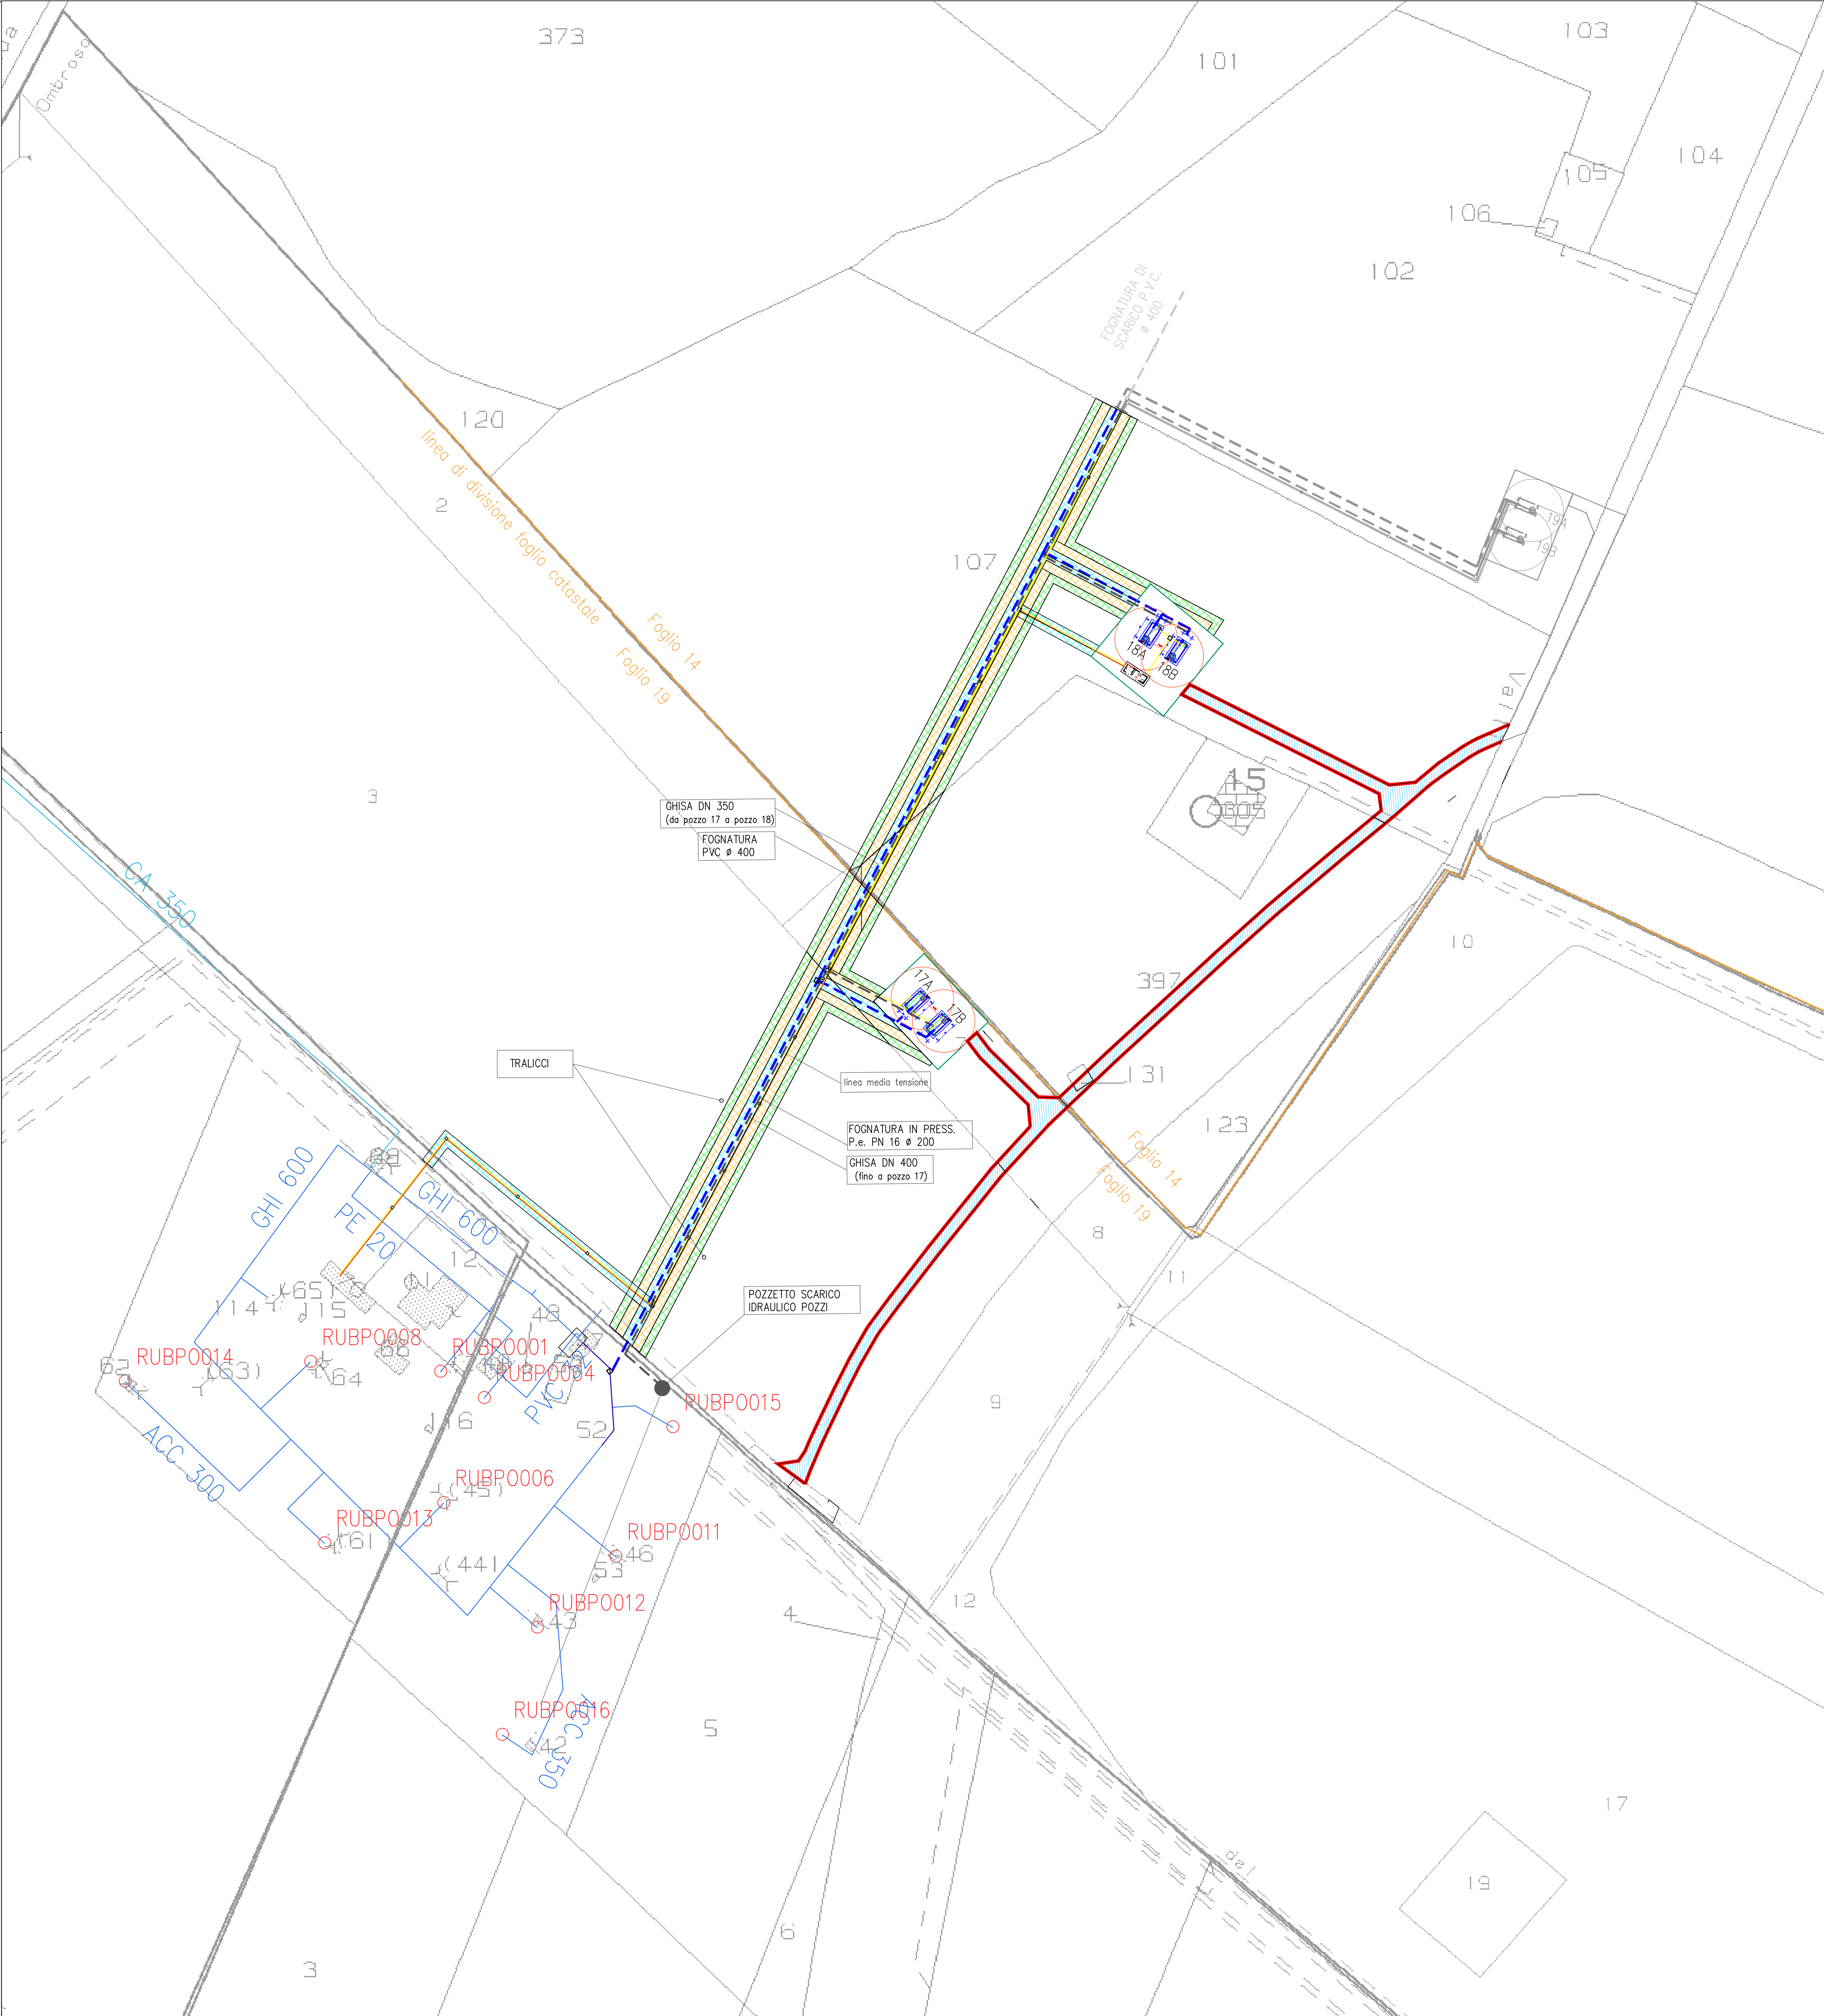 373
101
103
104
105
106
102
Ombroso
FOGNATURA DI
SCARICO P.V.C.
ø 400
120
linea di divisione foglio catastale
2
107
19A
19B
Foglio 14
Foglio 19
18A
18B
3
GHISA DN 350
(da pozzo 17 a pozzo 18)
FOGNATURA
PVC ø 400
15
CA 350
10
397
17A
17B
TRALICCI
linea media tensione
131
FOGNATURA IN PRESS.
P.e. PN 16 ø 200
GHISA DN 400
(fino a pozzo 17)
123
Foglio 14
Foglio 19
GHI 600
GHI 600
PE 20
12
8
11
114
(65)
115
48
POZZETTO SCARICO
IDRAULICO POZZI
RUBP0014
RUBP0008
RUBP0001
RUBP0004
RUBP0015
62
(63)
64
116
52
9
ACC 300
RUBP0006
(45)
RUBP0013
(61)
RUBP0011
46
53
(44)
RUBP0012
43
12
4
RUBP0016
42
ACC 350
5
17
del
19
6
3